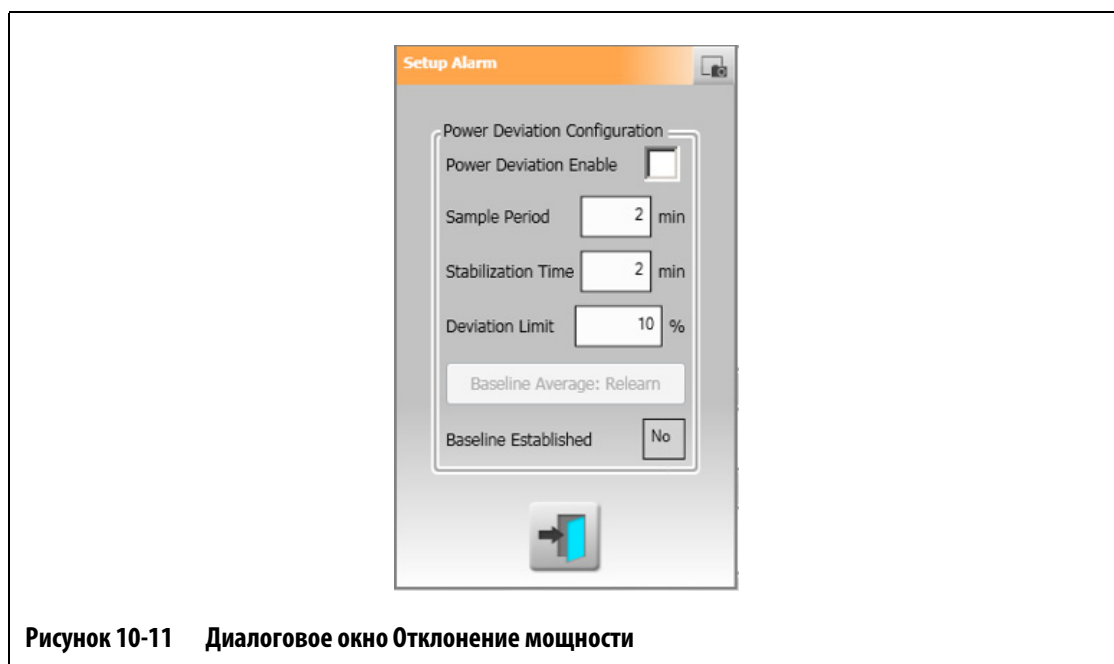 Setup Alarm
Power Deviation Configuration
Power Deviation Enable
Sample Period 2 min
Stabilization Time 2 min
Deviation Limit 10 %
Baseline Average: Relearn
Baseline Established No
Рисунок 10-11 Диалоговое окно Отклонение мощности